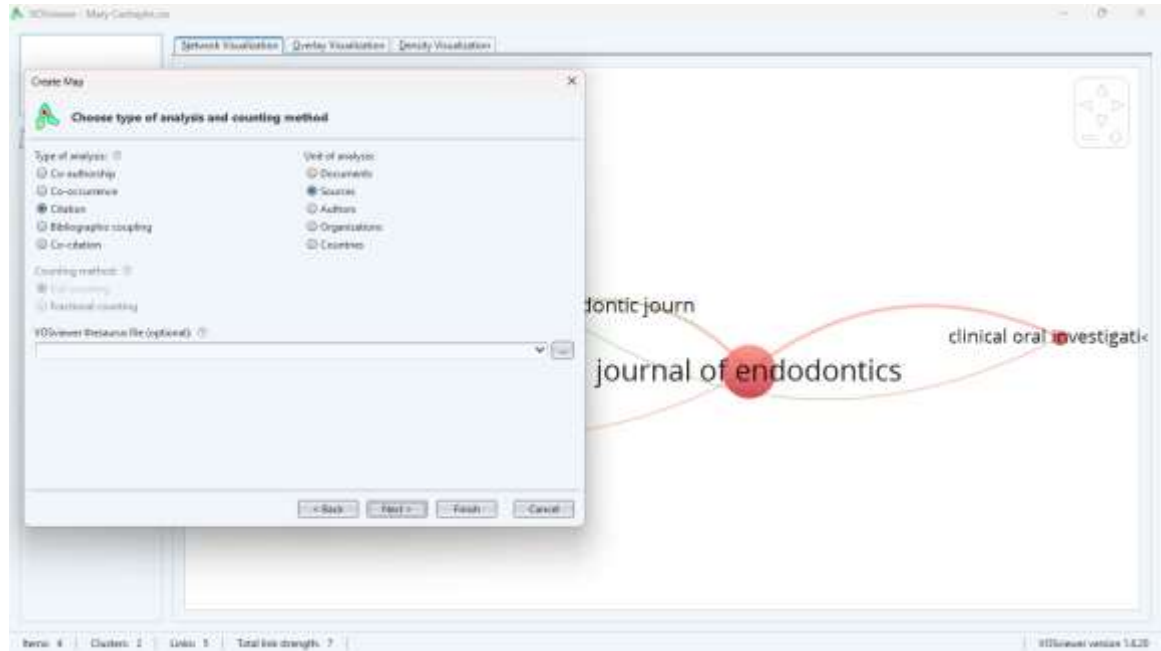 VOSviewer - Mary Carmaghi.csv
Network Visualization Overlay Visualization Density Visualization
Create Map
Choose type of analysis and counting method
Type of analysis:
Co-authorship
Co-occurrence
Citation
Bibliographic coupling
Co-citation
Unit of analysis:
Documents
Sources
Authors
Organizations
Countries
Counting method:
Full counting
Fractional counting
VOSviewer thesaurus file (optional):
< Back Next > Finish Cancel
dontic journ
journal of endodontics
clinical oral investigati<
Items: 4 Clusters: 2 Links: 5 Total link strength: 7
VOSviewer version 1.6.20